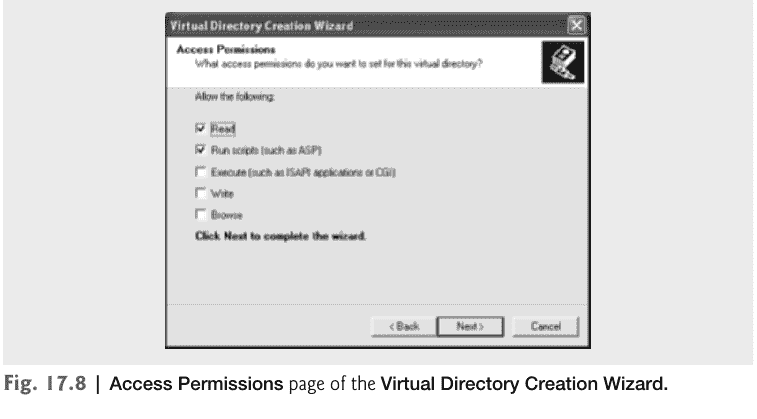 Virtual Directory Creation Wizard
Access Permissions
What access permissions do you want to set for this virtual directory?
Allow the following:
Read
Run scripts (such as ASP)
Execute (such as ISAPI applications or CGI)
Write
Browse
Click Next to complete the wizard.
< Back Next > Cancel
Fig. 17.8 | Access Permissions page of the Virtual Directory Creation Wizard.